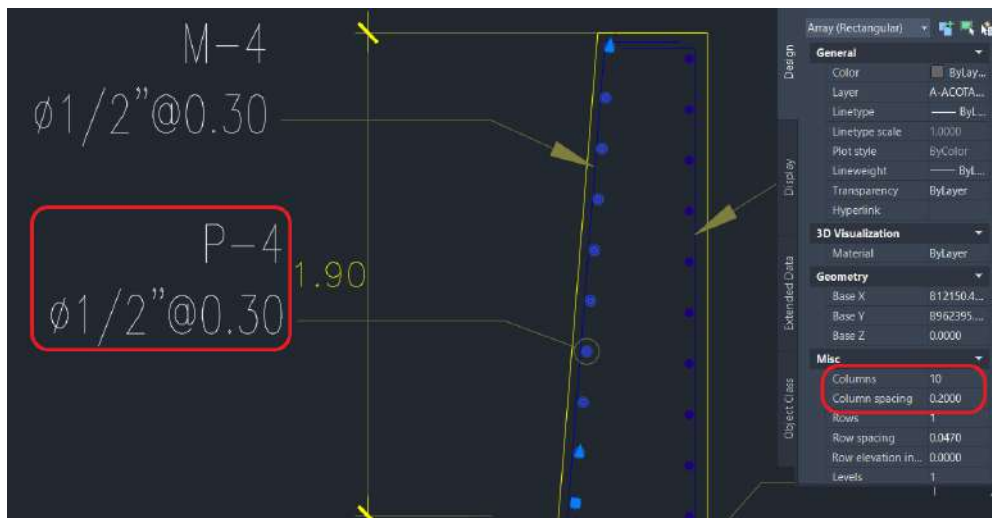 M-4
ø1/2"@0.30
P-4
ø1/2"@0.30
1.90
Design
Display
Extended Data
Object Class
Array (Rectangular)
General
Color ByLay...
Layer A-ACOTA...
Linetype ByL...
Linetype scale 1.0000
Plot style ByColor
Lineweight ByL...
Transparency ByLayer
Hyperlink
3D Visualization
Material ByLayer
Geometry
Base X 812150.4...
Base Y 8962395....
Base Z 0.0000
Misc
Columns 10
Column spacing 0.2000
Rows 1
Row spacing 0.0470
Row elevation in... 0.0000
Levels 1